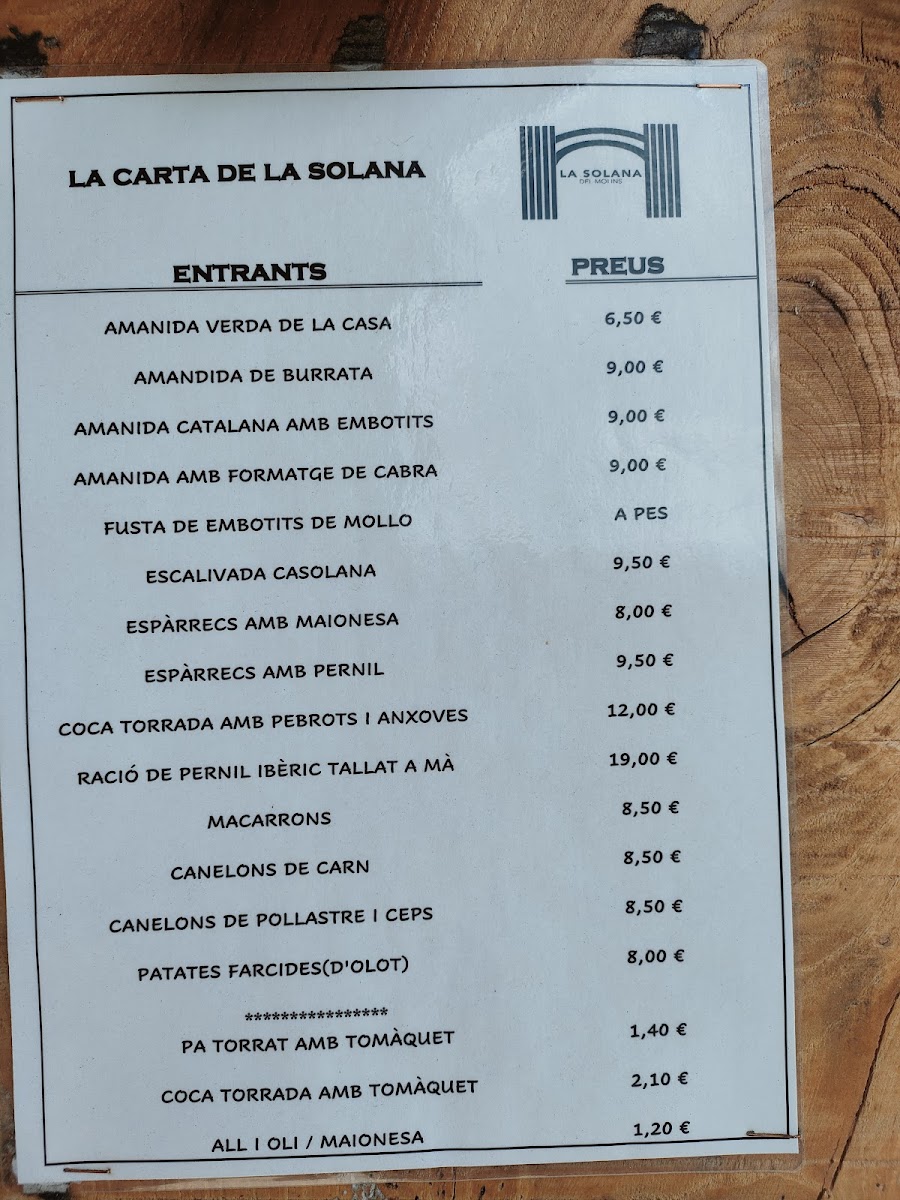 LA CARTA DE LA SOLANA
LA SOLANA
DEL MOLINS
ENTRANTS PREUS
AMANIDA VERDA DE LA CASA 6,50 €
AMANDIDA DE BURRATA 9,00 €
AMANIDA CATALANA AMB EMBOTITS 9,00 €
AMANIDA AMB FORMATGE DE CABRA 9,00 €
FUSTA DE EMBOTITS DE MOLLO A PES
ESCALIVADA CASOLANA 9,50 €
ESPÀRRECS AMB MAIONESA 8,00 €
ESPÀRRECS AMB PERNIL 9,50 €
COCA TORRADA AMB PEBROTS I ANXOVES 12,00 €
RACIÓ DE PERNIL IBÈRIC TALLAT A MÀ 19,00 €
MACARRONS 8,50 €
CANELONS DE CARN 8,50 €
CANELONS DE POLLASTRE I CEPS 8,50 €
PATATES FARCIDES(D'OLOT) 8,00 €
****************
PA TORRAT AMB TOMÀQUET 1,40 €
COCA TORRADA AMB TOMÀQUET 2,10 €
ALL I OLI / MAIONESA 1,20 €